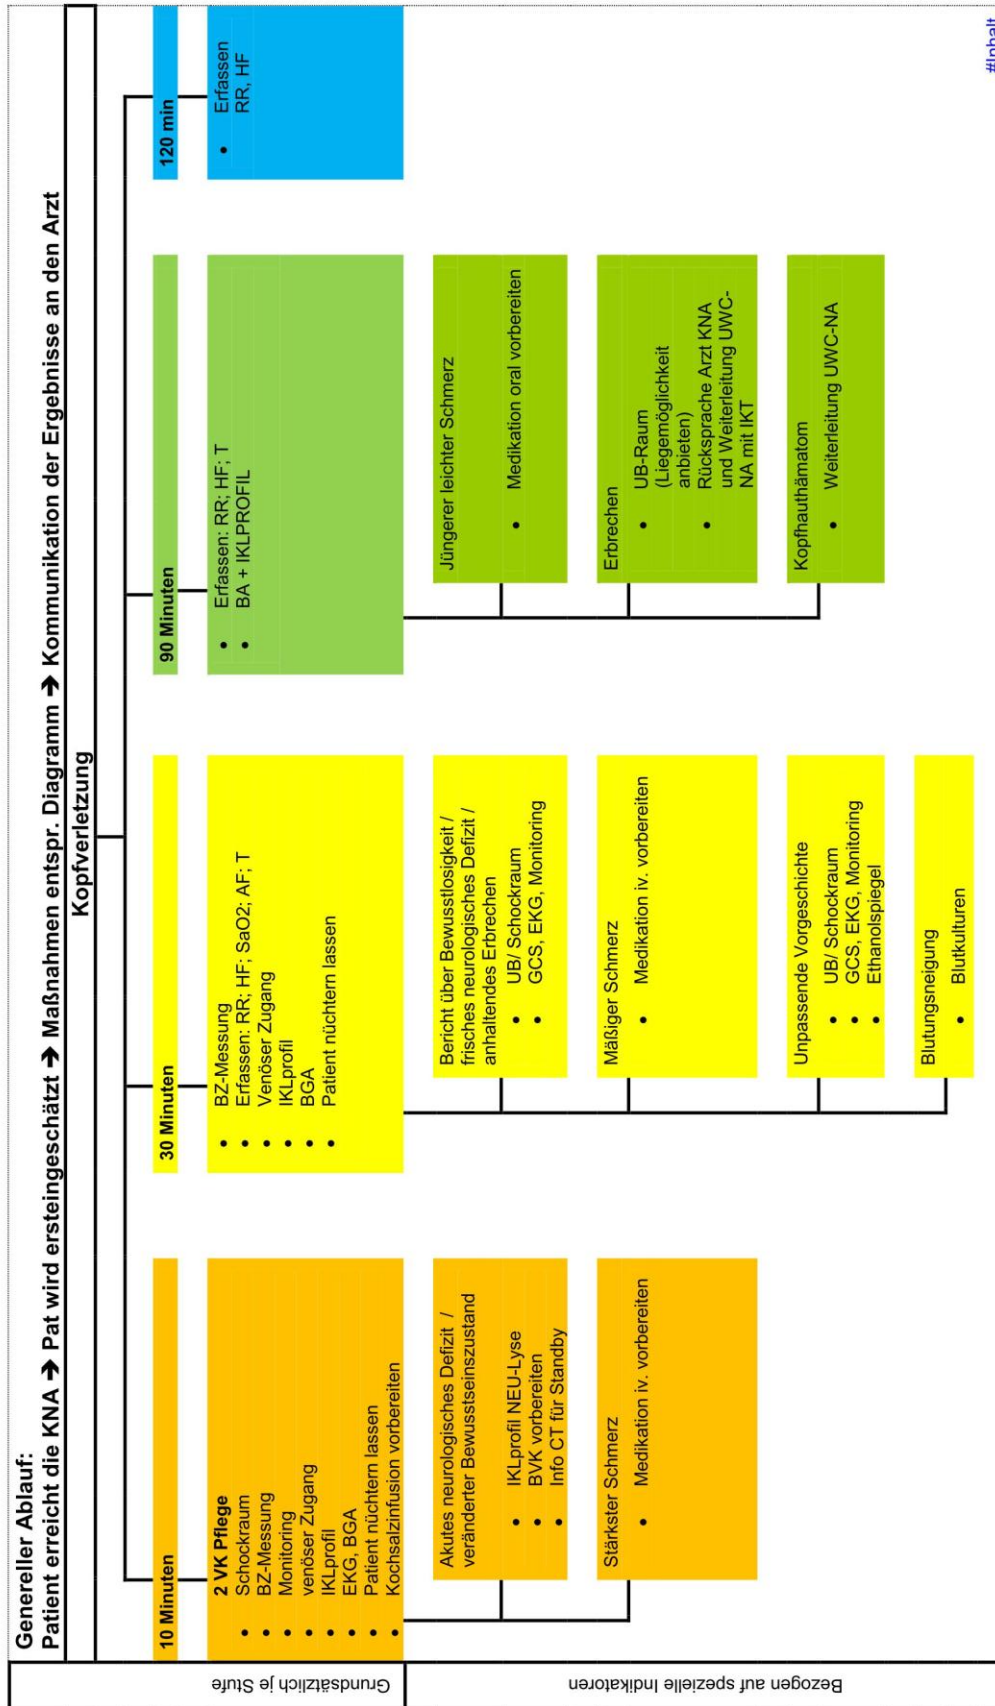 Genereller Ablauf:
Patient erreicht die KNA ➔ Pat wird ersteingeschätzt ➔ Maßnahmen entspr. Diagramm ➔ Kommunikation der Ergebnisse an den Arzt
Kopfverletzung
Grundsätzlich je Stufe
10 Minuten
2 VK Pflege
• Schockraum
• BZ-Messung
• Monitoring
• venöser Zugang
• IKLprofil
• EKG, BGA
• Patient nüchtern lassen
• Kochsalzinfusion vorbereiten
30 Minuten
• BZ-Messung
• Erfassen: RR; HF; SaO2; AF; T
• Venöser Zugang
• IKLprofil
• BGA
• Patient nüchtern lassen
90 Minuten
• Erfassen: RR; HF; T
• BA + IKLPROFIL
120 min
• Erfassen
RR, HF
Bezogen auf spezielle Indikatoren
Akutes neurologisches Defizit /
veränderter Bewusstseinszustand
• IKLprofil NEU-Lyse
• BVK vorbereiten
• Info CT für Standby
Stärkster Schmerz
• Medikation iv. vorbereiten
Bericht über Bewusstlosigkeit /
frisches neurologisches Defizit /
anhaltendes Erbrechen
• UB/ Schockraum
• GCS, EKG, Monitoring
Mäßiger Schmerz
• Medikation iv. vorbereiten
Unpassende Vorgeschichte
• UB/ Schockraum
• GCS, EKG, Monitoring
• Ethanolspiegel
Blutungsneigung
• Blutkulturen
Jüngerer leichter Schmerz
• Medikation oral vorbereiten
Erbrechen
• UB-Raum
(Liegemöglichkeit
anbieten)
• Rücksprache Arzt KNA
und Weiterleitung UWC-
NA mit IKT
Kopfhauthämatom
• Weiterleitung UWC-NA
#Inhalt